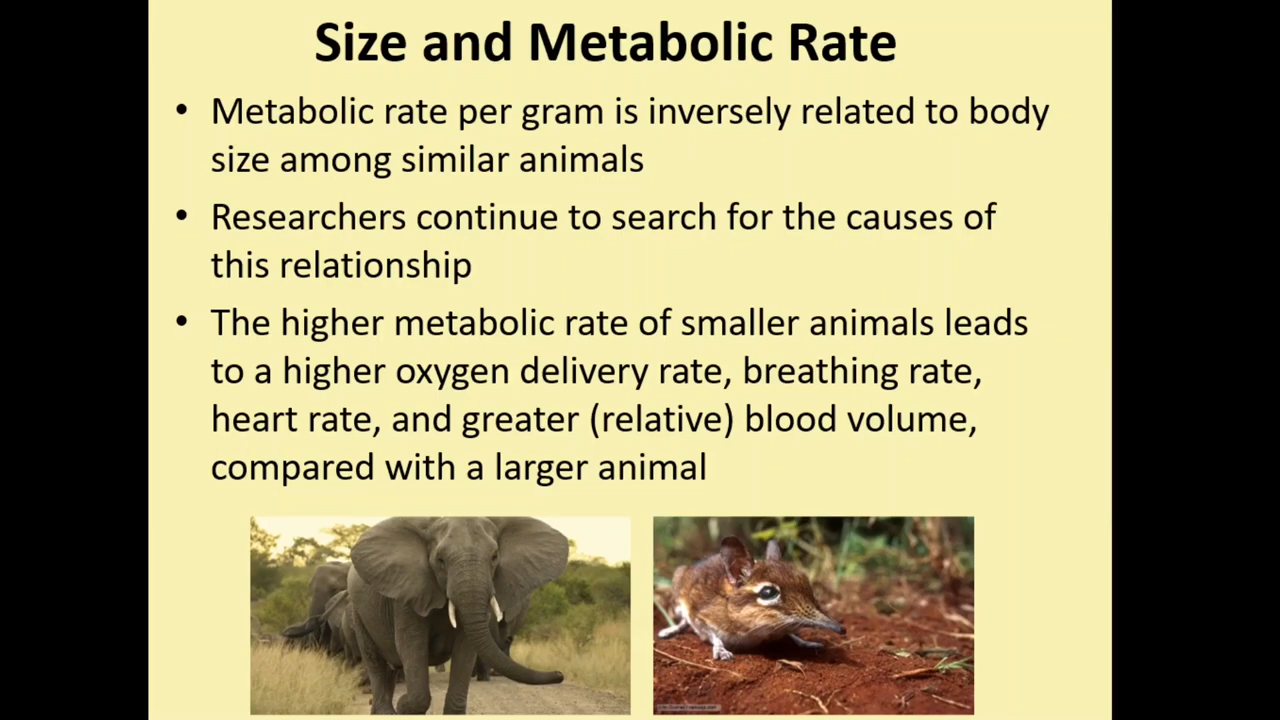 Size and Metabolic Rate
• Metabolic rate per gram is inversely related to body
size among similar animals
• Researchers continue to search for the causes of
this relationship
• The higher metabolic rate of smaller animals leads
to a higher oxygen delivery rate, breathing rate,
heart rate, and greater (relative) blood volume,
compared with a larger animal